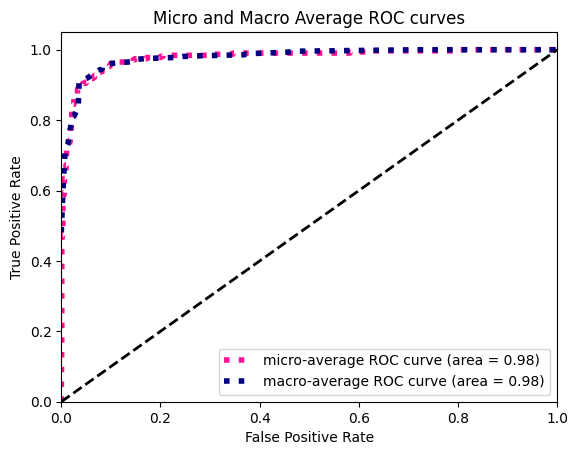 Micro and Macro Average ROC curves
True Positive Rate
1.0
0.8
0.6
0.4
0.2
0.0
micro-average ROC curve (area = 0.98)
macro-average ROC curve (area = 0.98)
0.0 0.2 0.4 0.6 0.8 1.0
False Positive Rate